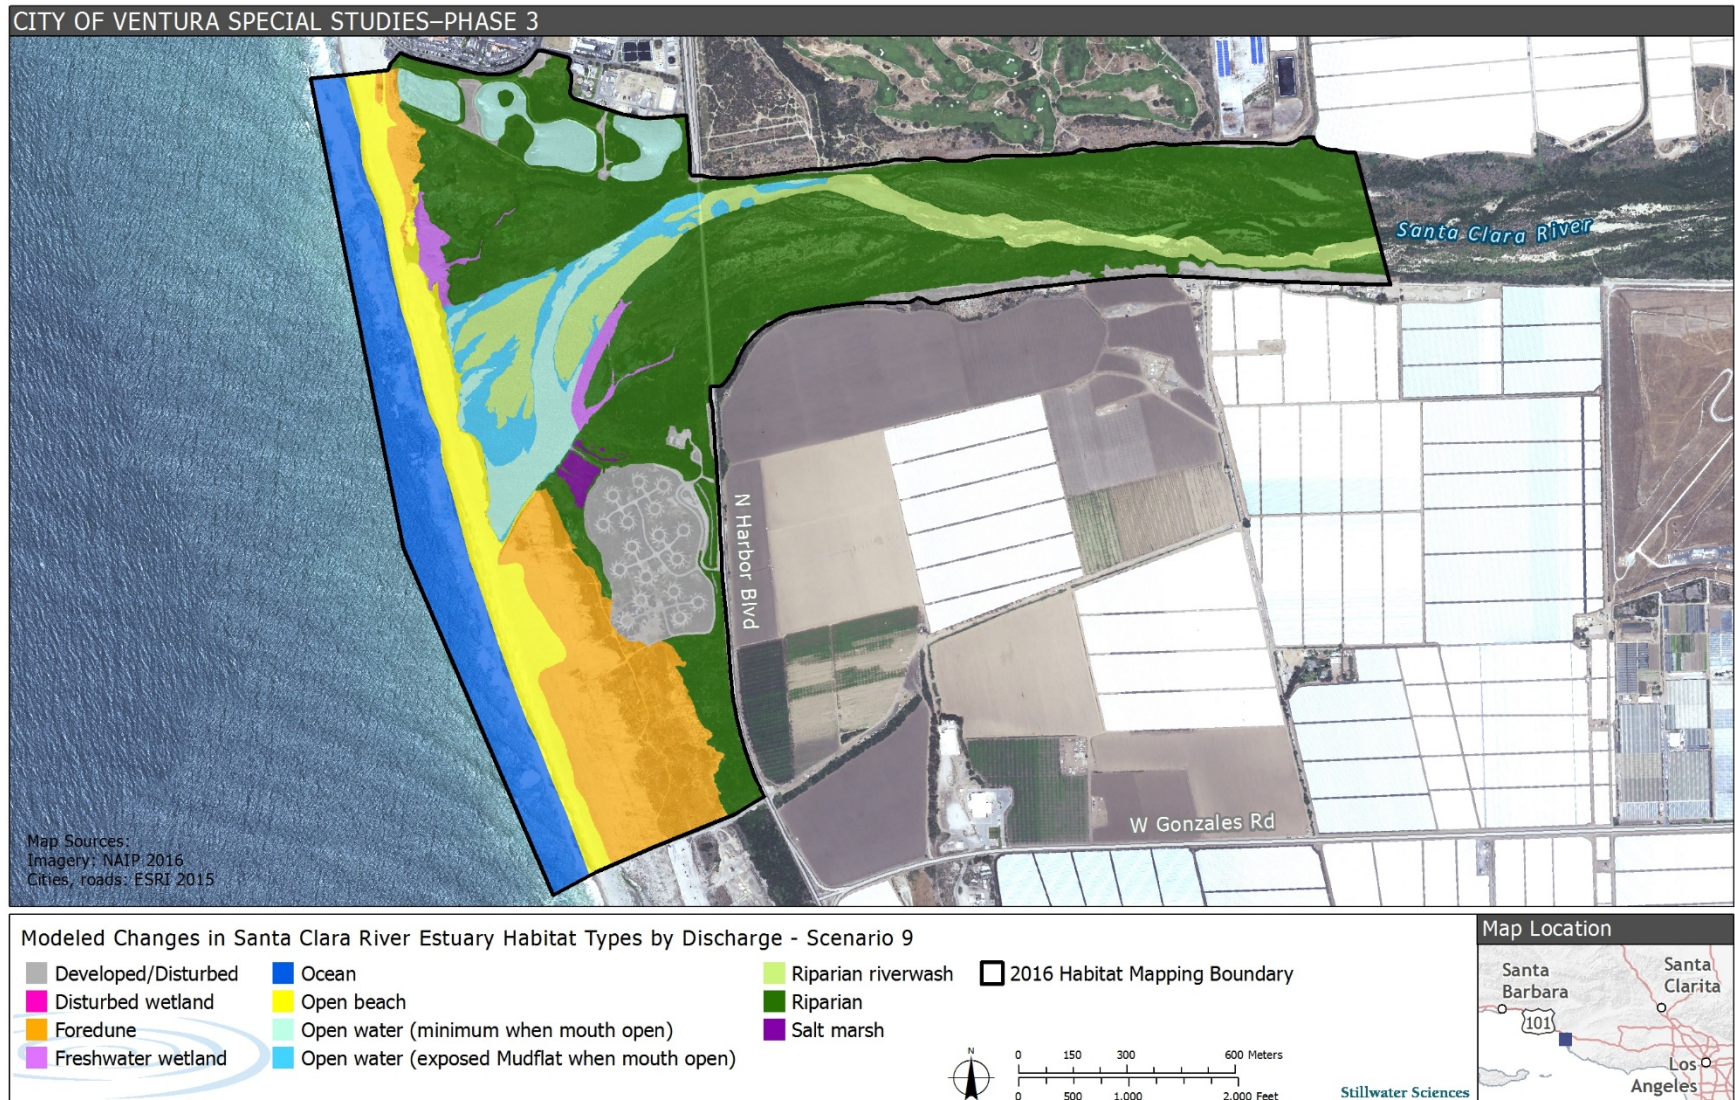 CITY OF VENTURA SPECIAL STUDIES–PHASE 3
Santa Clara River
N Harbor Blvd
W Gonzales Rd
Map Sources:
Imagery: NAIP 2016
Cities, roads: ESRI 2015
Modeled Changes in Santa Clara River Estuary Habitat Types by Discharge - Scenario 9
Developed/Disturbed
Disturbed wetland
Foredune
Freshwater wetland
Ocean
Open beach
Open water (minimum when mouth open)
Open water (exposed Mudflat when mouth open)
Riparian riverwash
Riparian
Salt marsh
2016 Habitat Mapping Boundary
N
0 150 300 600 Meters
0 500 1,000 2,000 Feet
Stillwater Sciences
Map Location
Santa
Barbara
Santa
Clarita
101
Los
Angeles